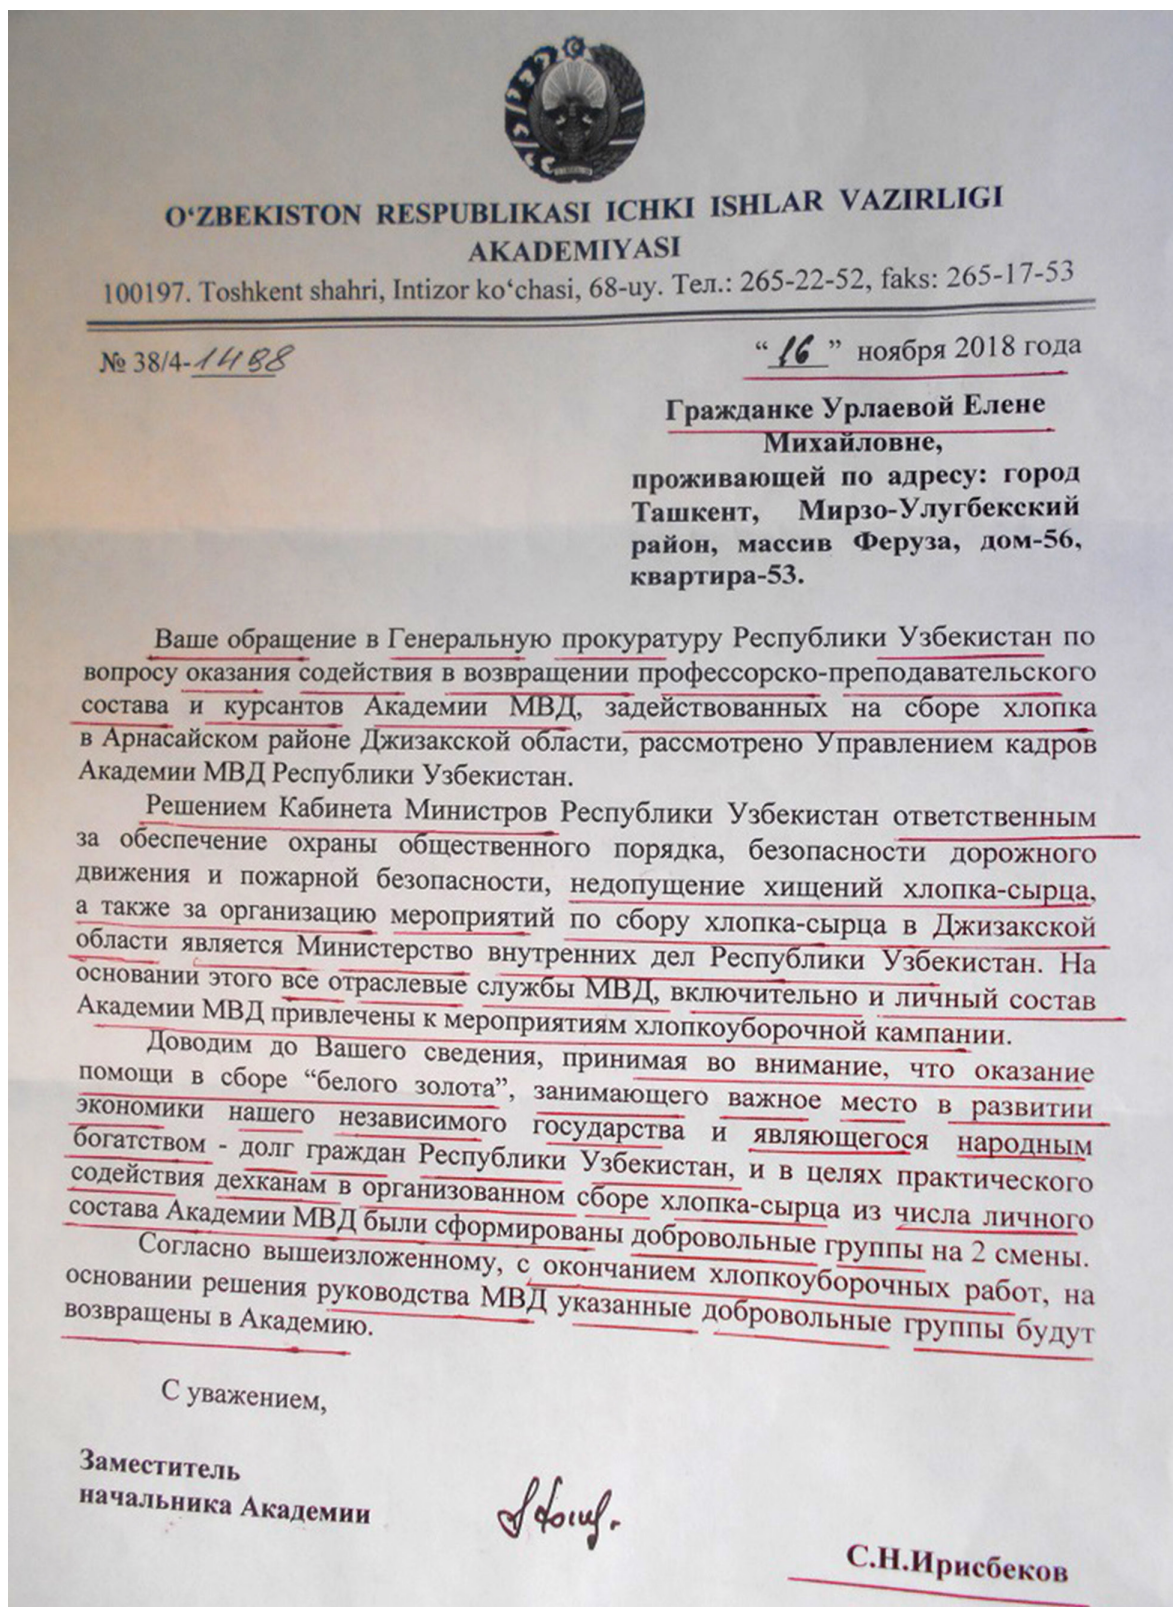 O‘ZBEKISTON RESPUBLIKASI ICHKI ISHLAR VAZIRLIGI
AKADEMIYASI
100197. Toshkent shahri, Intizor ko‘chasi, 68-uy. Тел.: 265-22-52, faks: 265-17-53
№ 38/4-1498
“ 16 ” ноября 2018 года
Гражданке Урлаевой Елене
Михайловне,
проживающей по адресу: город
Ташкент, Мирзо-Улугбекский
район, массив Феруза, дом-56,
квартира-53.
Ваше обращение в Генеральную прокуратуру Республики Узбекистан по
вопросу оказания содействия в возвращении профессорско-преподавательского
состава и курсантов Академии МВД, задействованных на сборе хлопка
в Арнасайском районе Джизакской области, рассмотрено Управлением кадров
Академии МВД Республики Узбекистан.
Решением Кабинета Министров Республики Узбекистан ответственным
за обеспечение охраны общественного порядка, безопасности дорожного
движения и пожарной безопасности, недопущение хищений хлопка-сырца,
а также за организацию мероприятий по сбору хлопка-сырца в Джизакской
области является Министерство внутренних дел Республики Узбекистан. На
основании этого все отраслевые службы МВД, включительно и личный состав
Академии МВД привлечены к мероприятиям хлопкоуборочной кампании.
Доводим до Вашего сведения, принимая во внимание, что оказание
помощи в сборе “белого золота”, занимающего важное место в развитии
экономики нашего независимого государства и являющегося народным
богатством - долг граждан Республики Узбекистан, и в целях практического
содействия дехканам в организованном сборе хлопка-сырца из числа личного
состава Академии МВД были сформированы добровольные группы на 2 смены.
Согласно вышеизложенному, с окончанием хлопкоуборочных работ, на
основании решения руководства МВД указанные добровольные группы будут
возвращены в Академию.
С уважением,
Заместитель
начальника Академии
С.Н.Ирисбеков